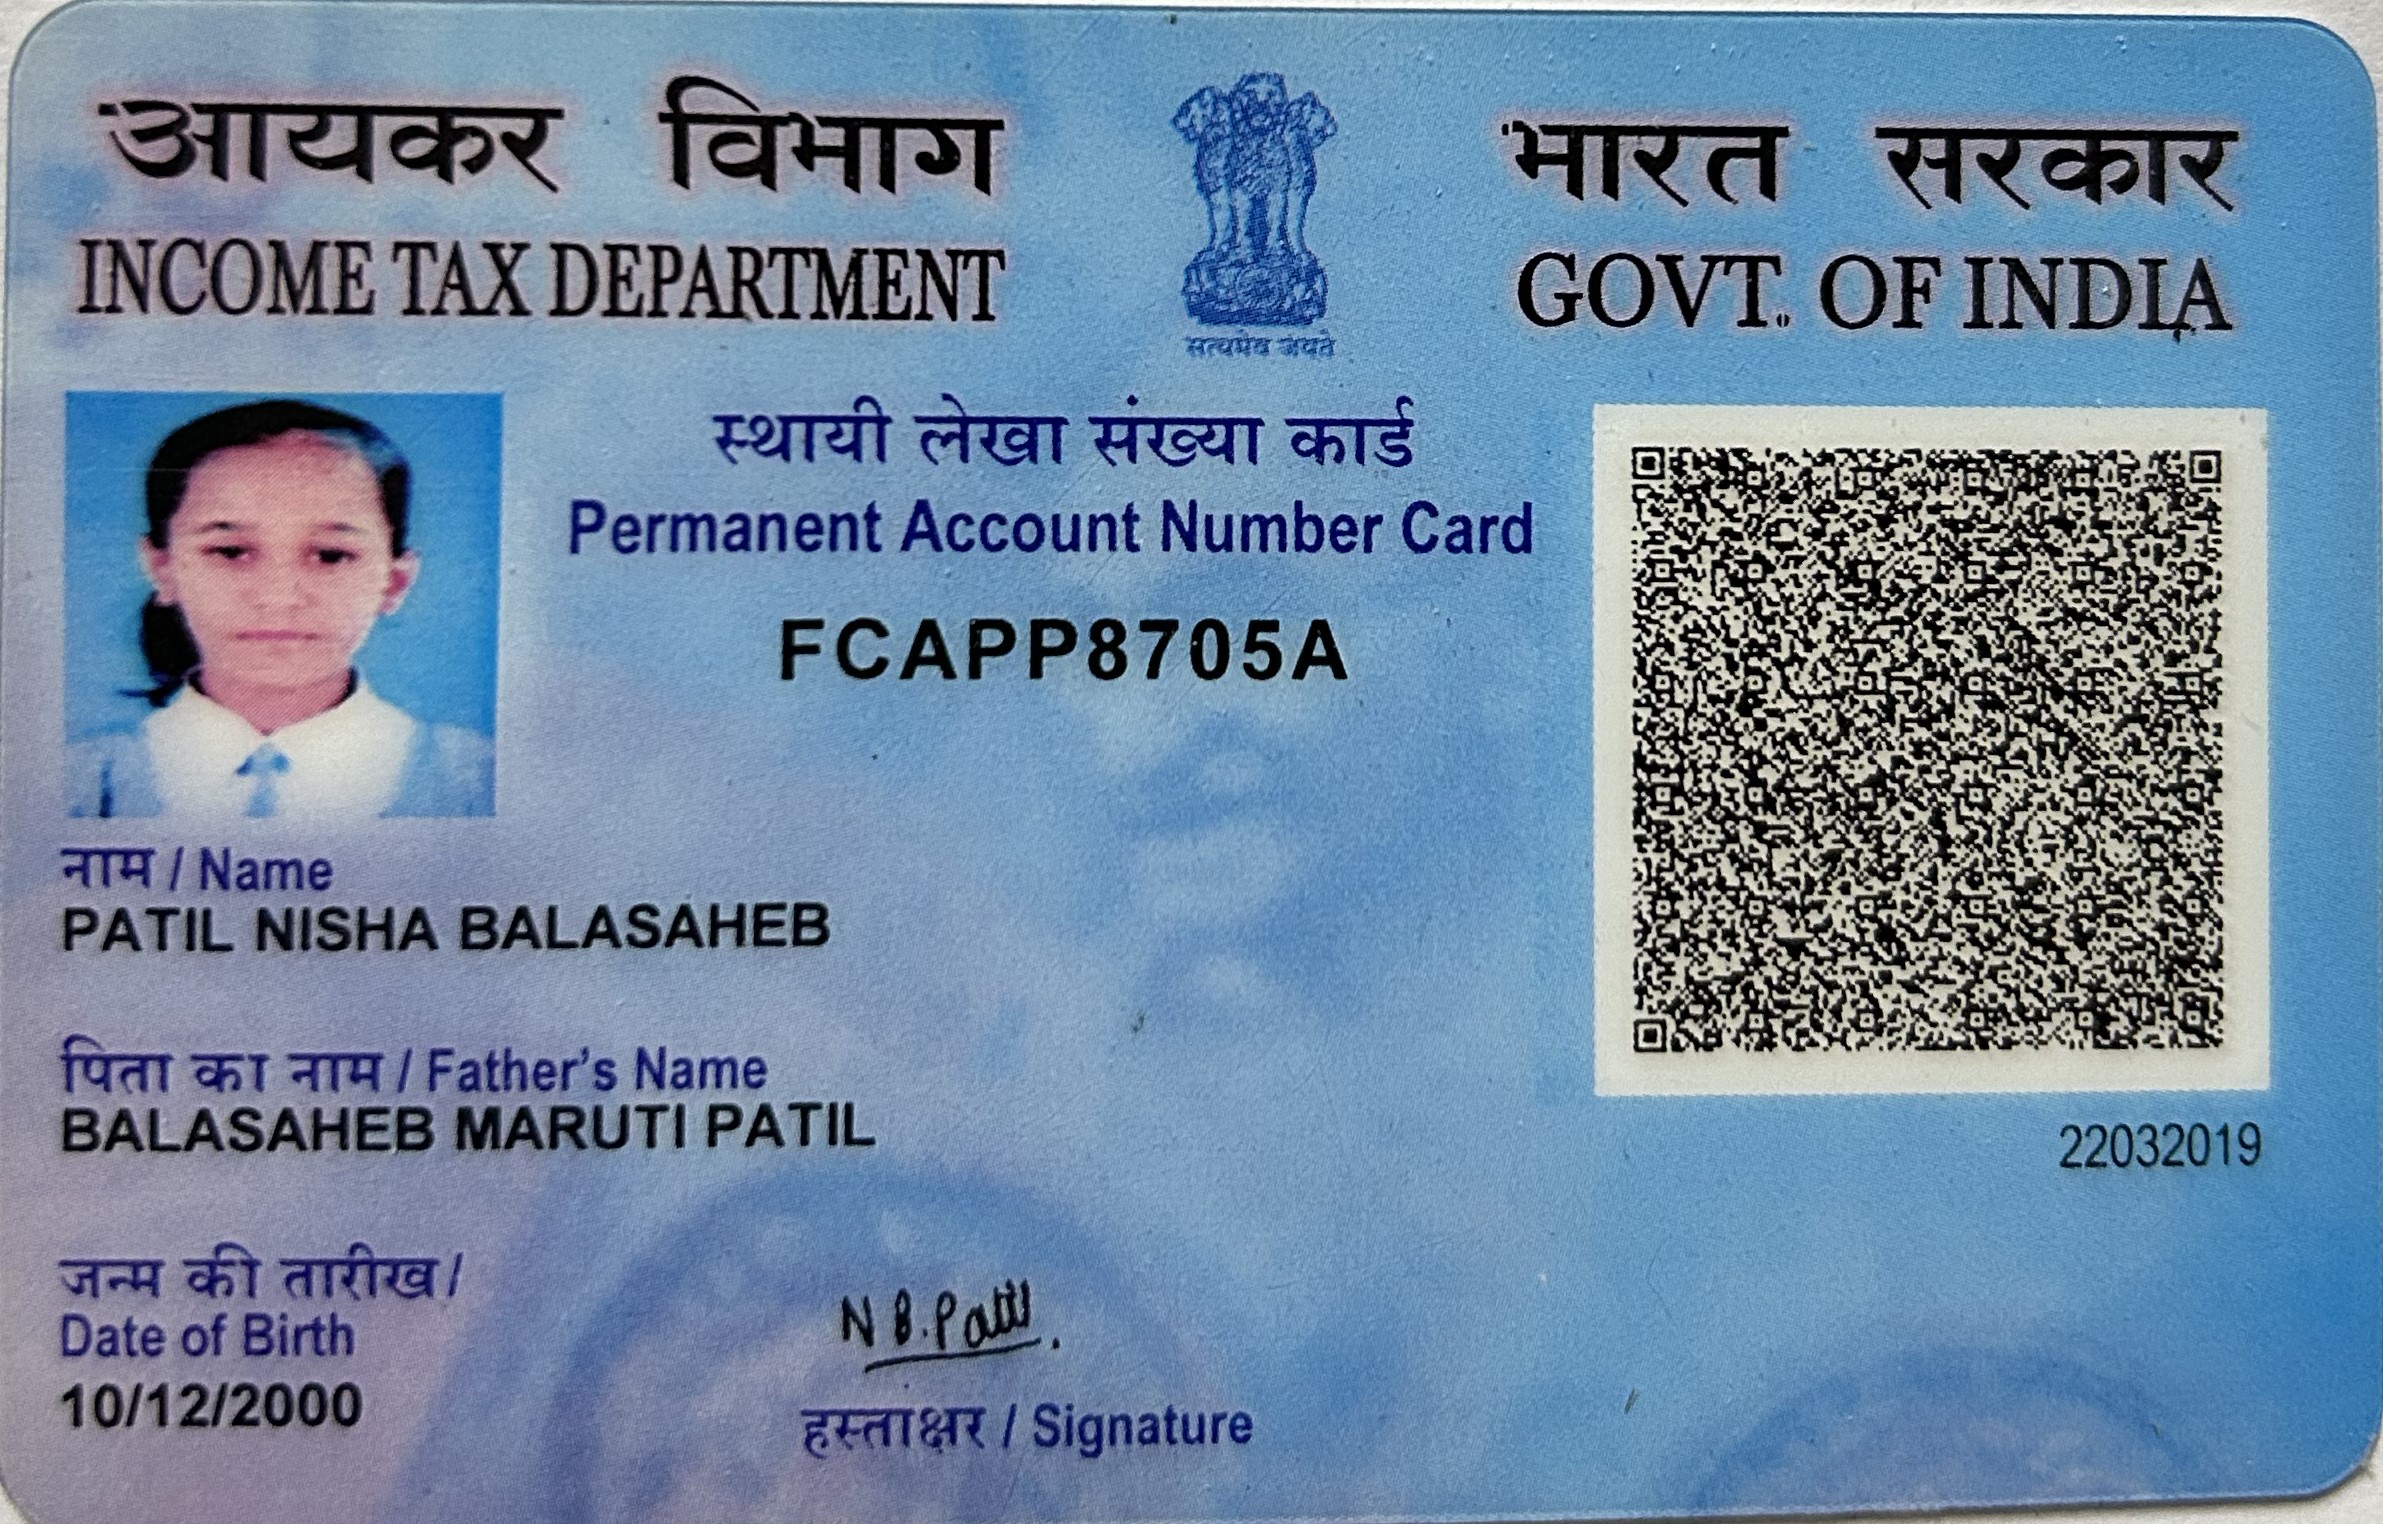 आयकर विभाग
INCOME TAX DEPARTMENT
सत्यमेव जयते
भारत सरकार
GOVT. OF INDIA
स्थायी लेखा संख्या कार्ड
Permanent Account Number Card
FCAPP8705A
नाम / Name
PATIL NISHA BALASAHEB
पिता का नाम / Father's Name
BALASAHEB MARUTI PATIL
22032019
जन्म की तारीख /
Date of Birth
10/12/2000
N B.Patil.
हस्ताक्षर / Signature